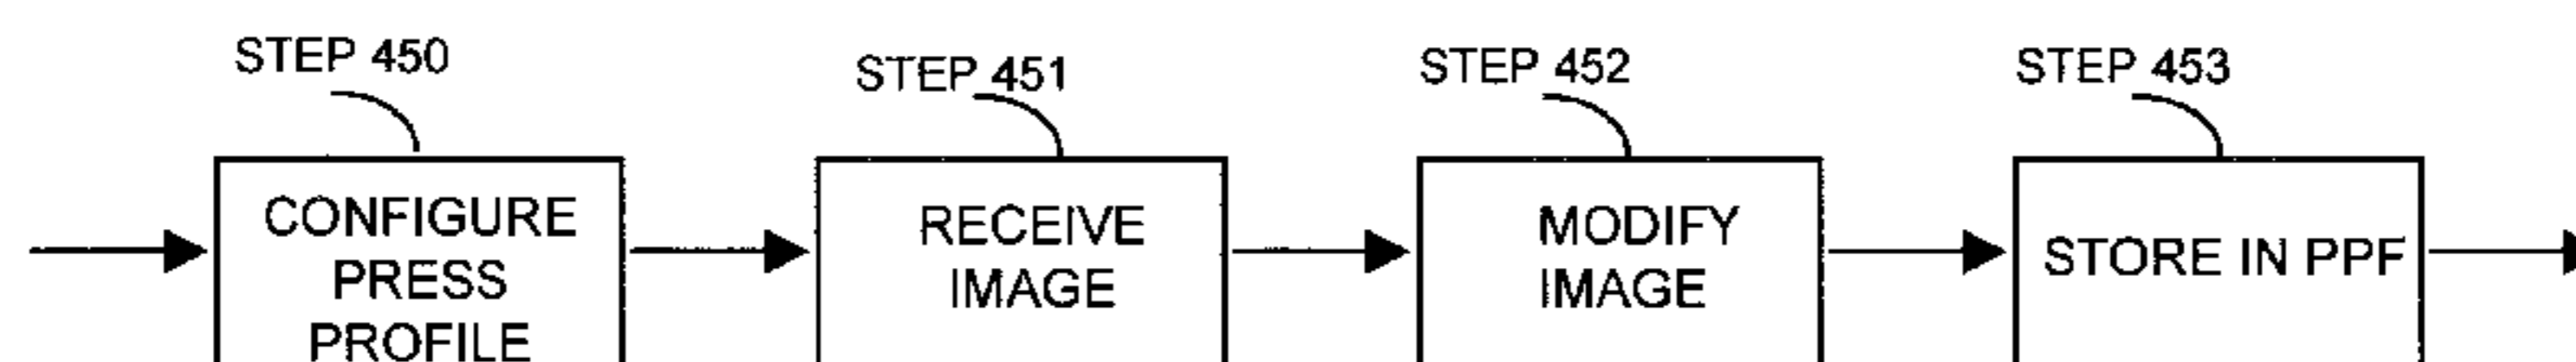 STEP 450
STEP 451
STEP 452
STEP 453
CONFIGURE
PRESS
PROFILE
RECEIVE
IMAGE
MODIFY
IMAGE
STORE IN PPF